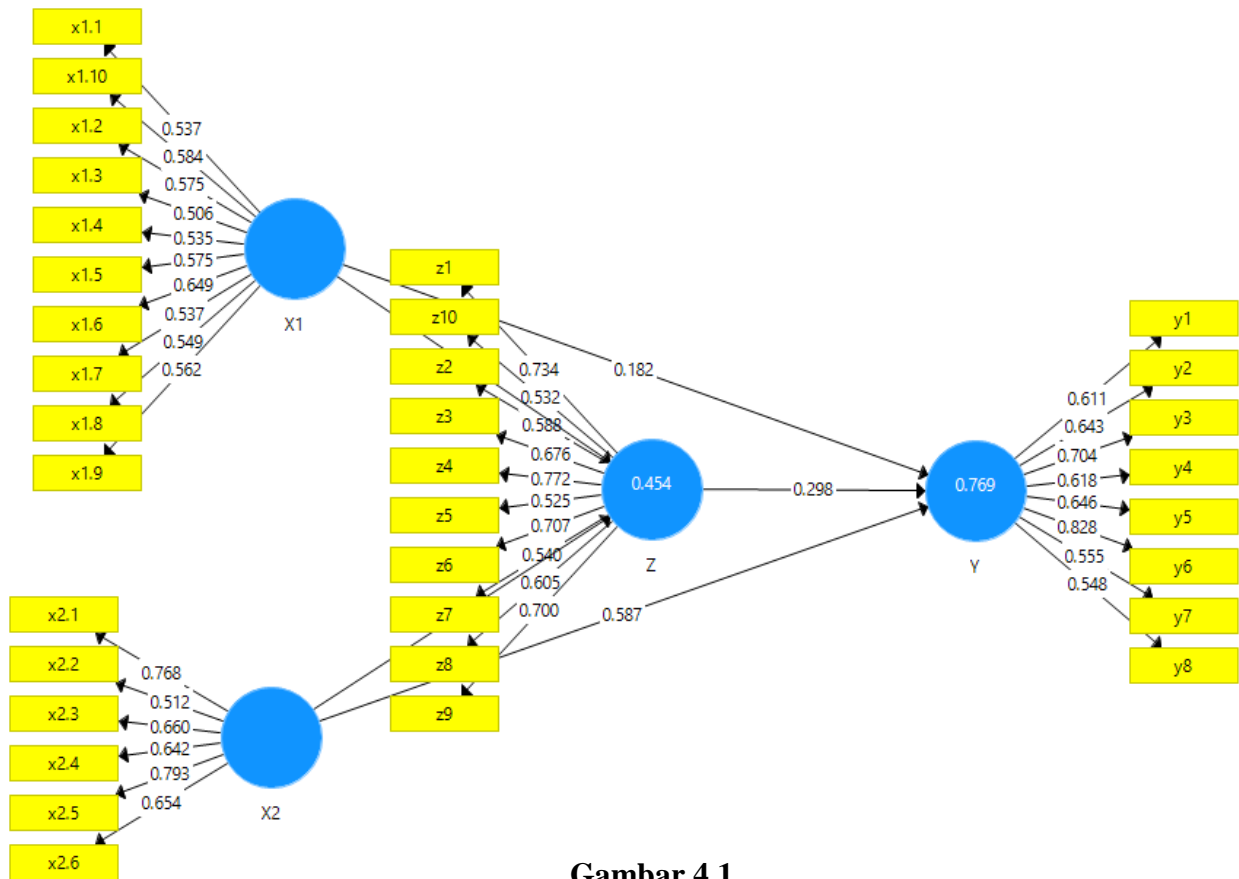 x1.1
x1.10
x1.2
x1.3
x1.4
x1.5
x1.6
x1.7
x1.8
x1.9
0.537
0.584
0.575
0.506
0.535
0.575
0.649
0.537
0.549
0.562
X1
x2.1
x2.2
x2.3
x2.4
x2.5
x2.6
0.768
0.512
0.660
0.642
0.793
0.654
X2
z1
z10
z2
z3
z4
z5
z6
z7
z8
z9
0.734
0.532
0.588
0.676
0.772
0.525
0.707
0.540
0.605
0.700
0.454
Z
0.182
0.298
0.587
0.769
Y
0.611
0.643
0.704
0.618
0.646
0.828
0.555
0.548
y1
y2
y3
y4
y5
y6
y7
y8
Gambar 4.1